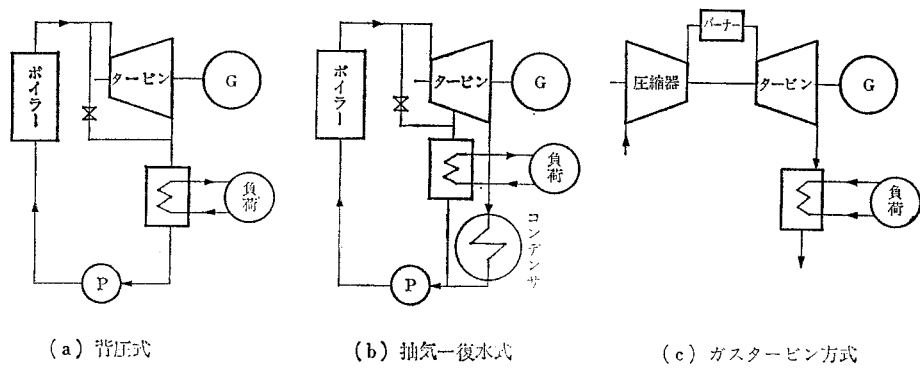 ボイラー
タービン
G
負荷
P
(a) 背圧式
ボイラー
タービン
G
負荷
コンデンサ
P
(b) 抽気ー復水式
バーナー
圧縮器
タービン
G
負荷
(c) ガスタービン方式